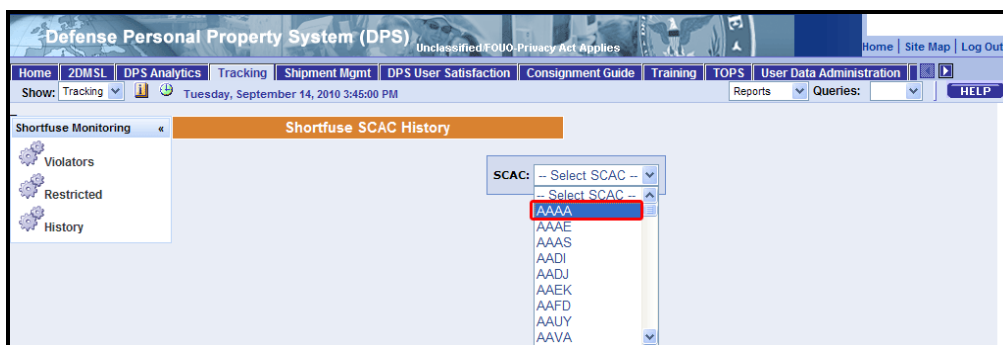 Defense Personal Property System (DPS)
Unclassified/FOUO-Privacy Act Applies
Home | Site Map | Log Out
Home 2DMSL DPS Analytics Tracking Shipment Mgmt DPS User Satisfaction Consignment Guide Training TOPS User Data Administration
Show: Tracking Tuesday, September 14, 2010 3:45:00 PM Reports Queries: HELP
Shortfuse Monitoring «
Shortfuse SCAC History
Violators
Restricted
History
SCAC: -- Select SCAC --
-- Select SCAC --
AAAA
AAAE
AAAS
AADI
AADJ
AAEK
AAFD
AAUY
AAVA